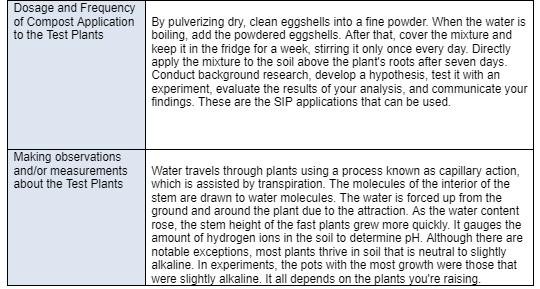 Dosage and Frequency
of Compost Application
to the Test Plants
By pulverizing dry, clean eggshells into a fine powder. When the water is
boiling, add the powdered eggshells. After that, cover the mixture and
keep it in the fridge for a week, stirring it only once every day. Directly
apply the mixture to the soil above the plant's roots after seven days.
Conduct background research, develop a hypothesis, test it with an
experiment, evaluate the results of your analysis, and communicate your
findings. These are the SIP applications that can be used.
Making observations
and/or measurements
about the Test Plants
Water travels through plants using a process known as capillary action,
which is assisted by transpiration. The molecules of the interior of the
stem are drawn to water molecules. The water is forced up from the
ground and around the plant due to the attraction. As the water content
rose, the stem height of the fast plants grew more quickly. It gauges the
amount of hydrogen ions in the soil to determine pH. Although there are
notable exceptions, most plants thrive in soil that is neutral to slightly
alkaline. In experiments, the pots with the most growth were those that
were slightly alkaline. It all depends on the plants you're raising.